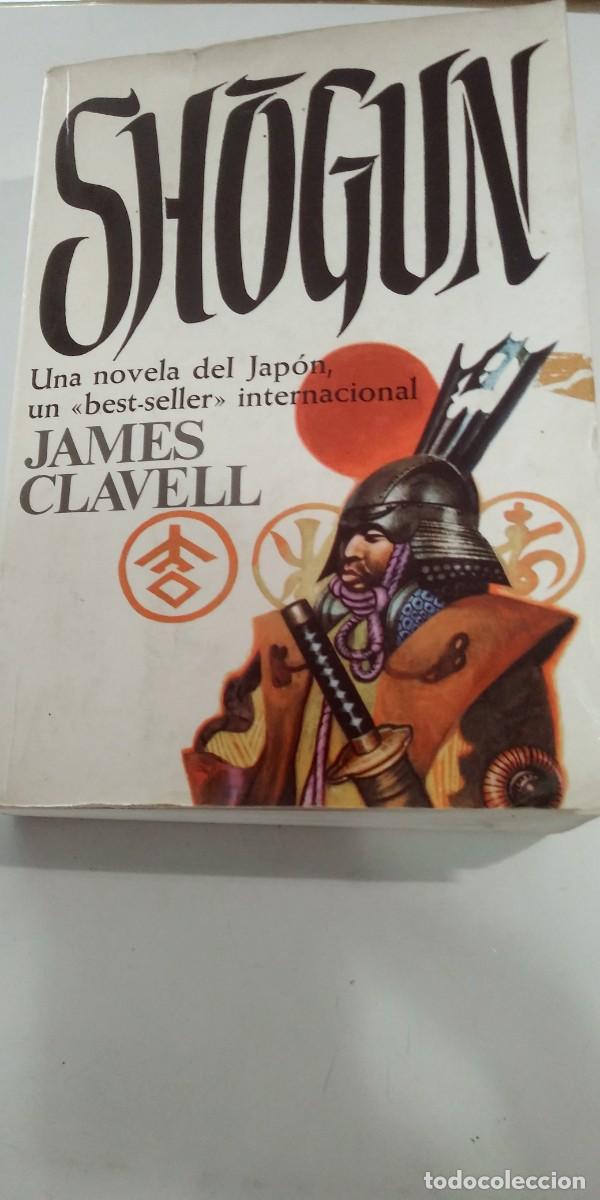 SHŌGUN
Una novela del Japón,
un «best-seller» internacional
JAMES
CLAVELL
todocoleccion